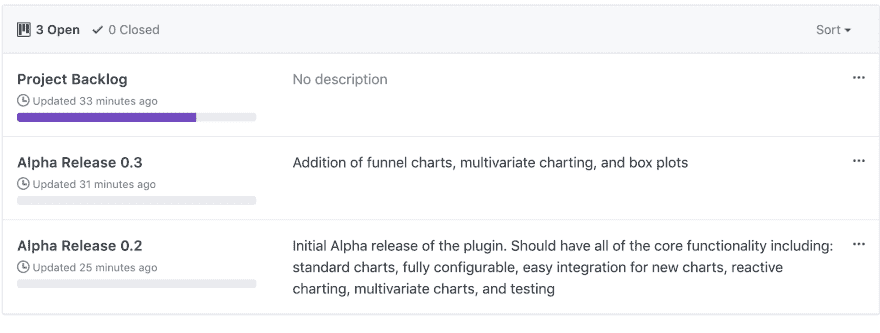 3 Open 0 Closed Sort
Project Backlog No description
Updated 33 minutes ago
Alpha Release 0.3 Addition of funnel charts, multivariate charting, and box plots
Updated 31 minutes ago
Alpha Release 0.2 Initial Alpha release of the plugin. Should have all of the core functionality including:
Updated 25 minutes ago standard charts, fully configurable, easy integration for new charts, reactive
charting, multivariate charts, and testing